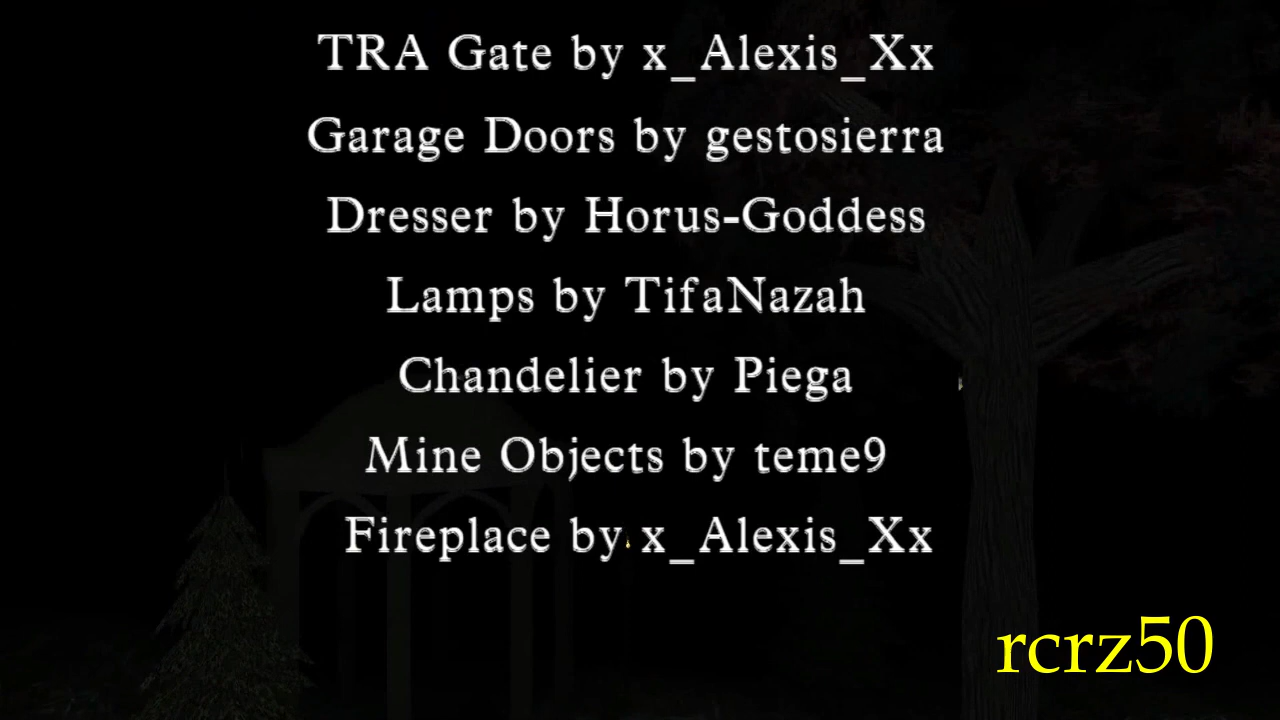 TRA Gate by x_Alexis_Xx
Garage Doors by gestosierra
Dresser by Horus-Goddess
Lamps by TifaNazah
Chandelier by Piega
Mine Objects by teme9
Fireplace by x_Alexis_Xx
rcrz50